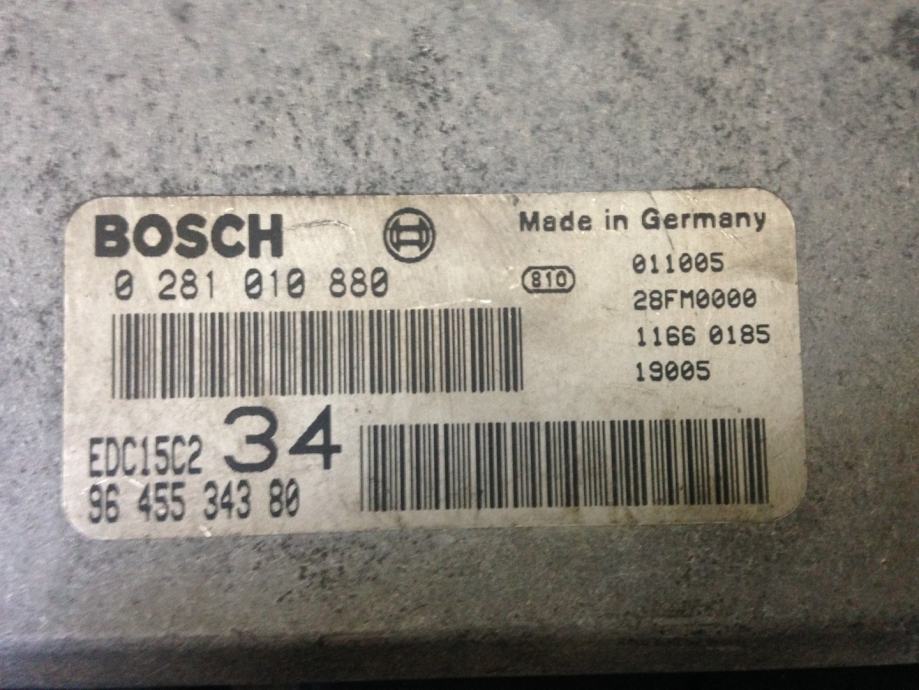 BOSCH
Made in Germany
0 281 010 880
810
011005
28FM0000
1166 0185
19005
EDC15C2 34
96 455 343 80